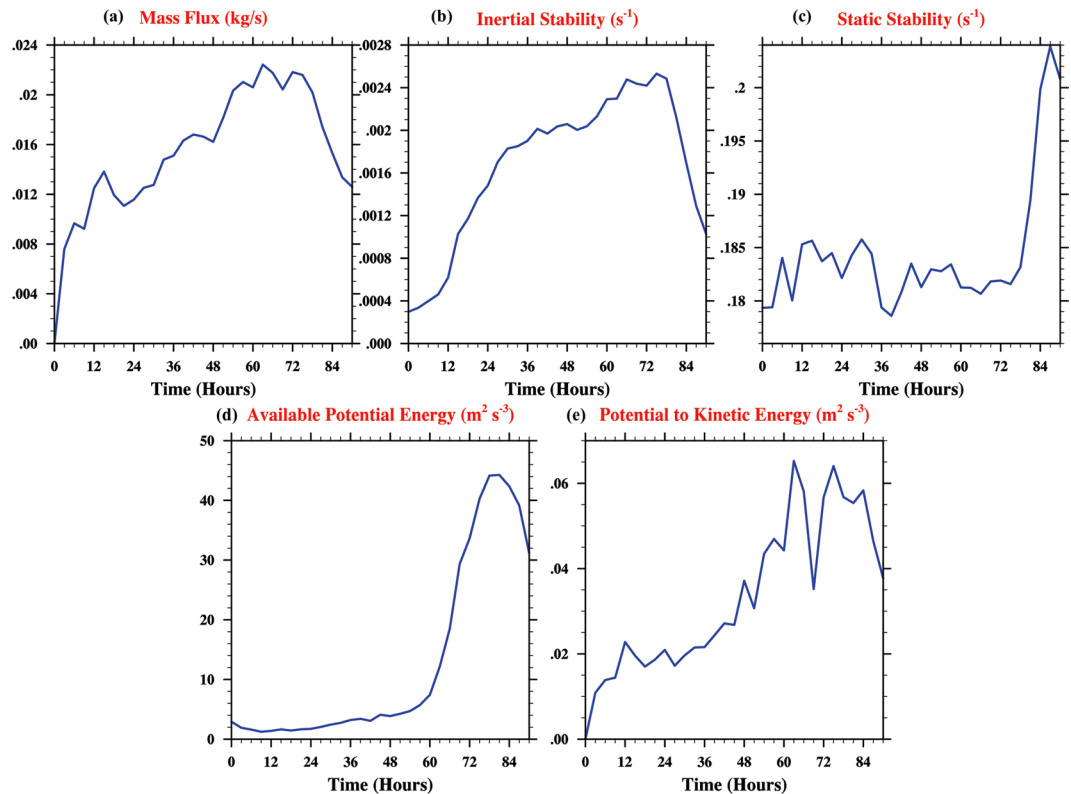 (a) Mass Flux (kg/s)
(b) Inertial Stability (s⁻¹)
(c) Static Stability (s⁻¹)
.024
.02
.016
.012
.008
.004
.00
0 12 24 36 48 60 72 84
Time (Hours)
.0028
.0024
.002
.0016
.0012
.0008
.0004
.000
0 12 24 36 48 60 72 84
Time (Hours)
.2
.195
.19
.185
.18
0 12 24 36 48 60 72 84
Time (Hours)
(d) Available Potential Energy (m² s⁻³)
(e) Potential to Kinetic Energy (m² s⁻³)
50
40
30
20
10
0
0 12 24 36 48 60 72 84
Time (Hours)
.06
.04
.02
.00
0 12 24 36 48 60 72 84
Time (Hours)